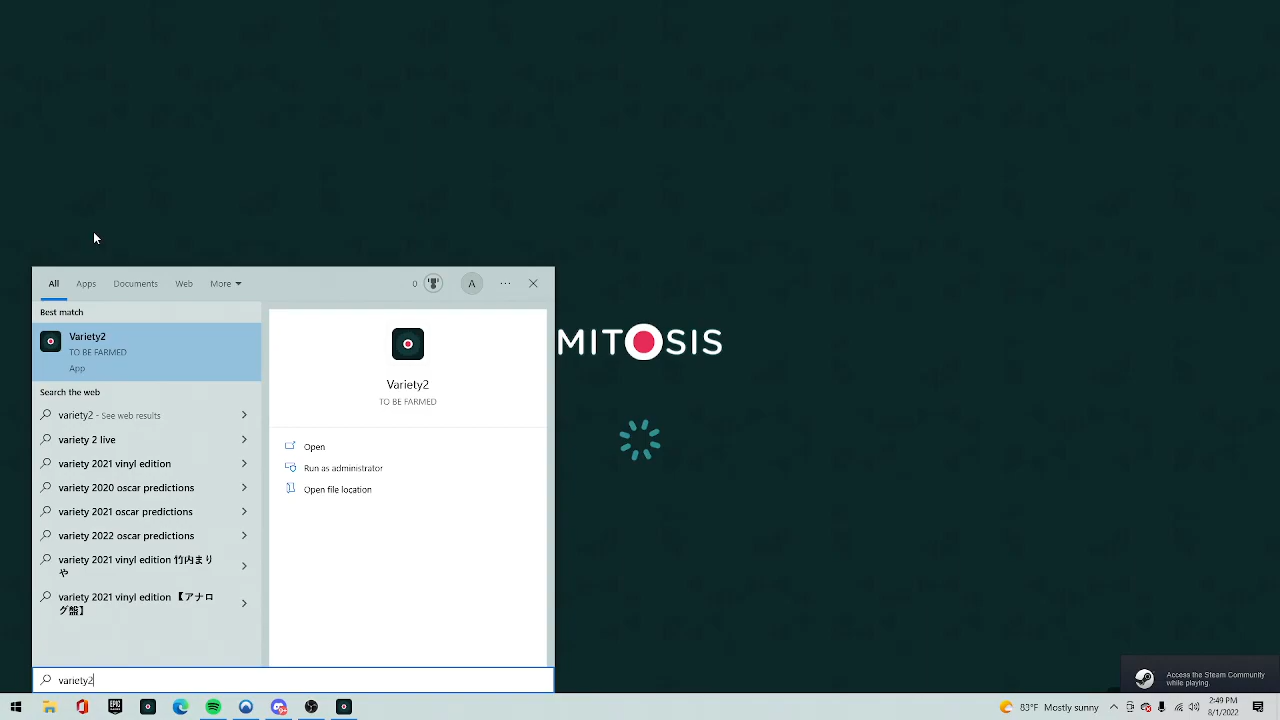 All Apps Documents Web More 0 A ...
Best match
Variety2
TO BE FARMED
App
Search the web
variety2 - See web results
variety 2 live
variety 2021 vinyl edition
variety 2020 oscar predictions
variety 2021 oscar predictions
variety 2022 oscar predictions
variety 2021 vinyl edition 竹内まり
や
variety 2021 vinyl edition 【アナロ
グ盤】
Variety2
TO BE FARMED
Open
Run as administrator
Open file location
MITOSIS
variety2
Access the Steam Community
while playing.
EPIC
83°F Mostly sunny
2:49 PM
8/1/2022